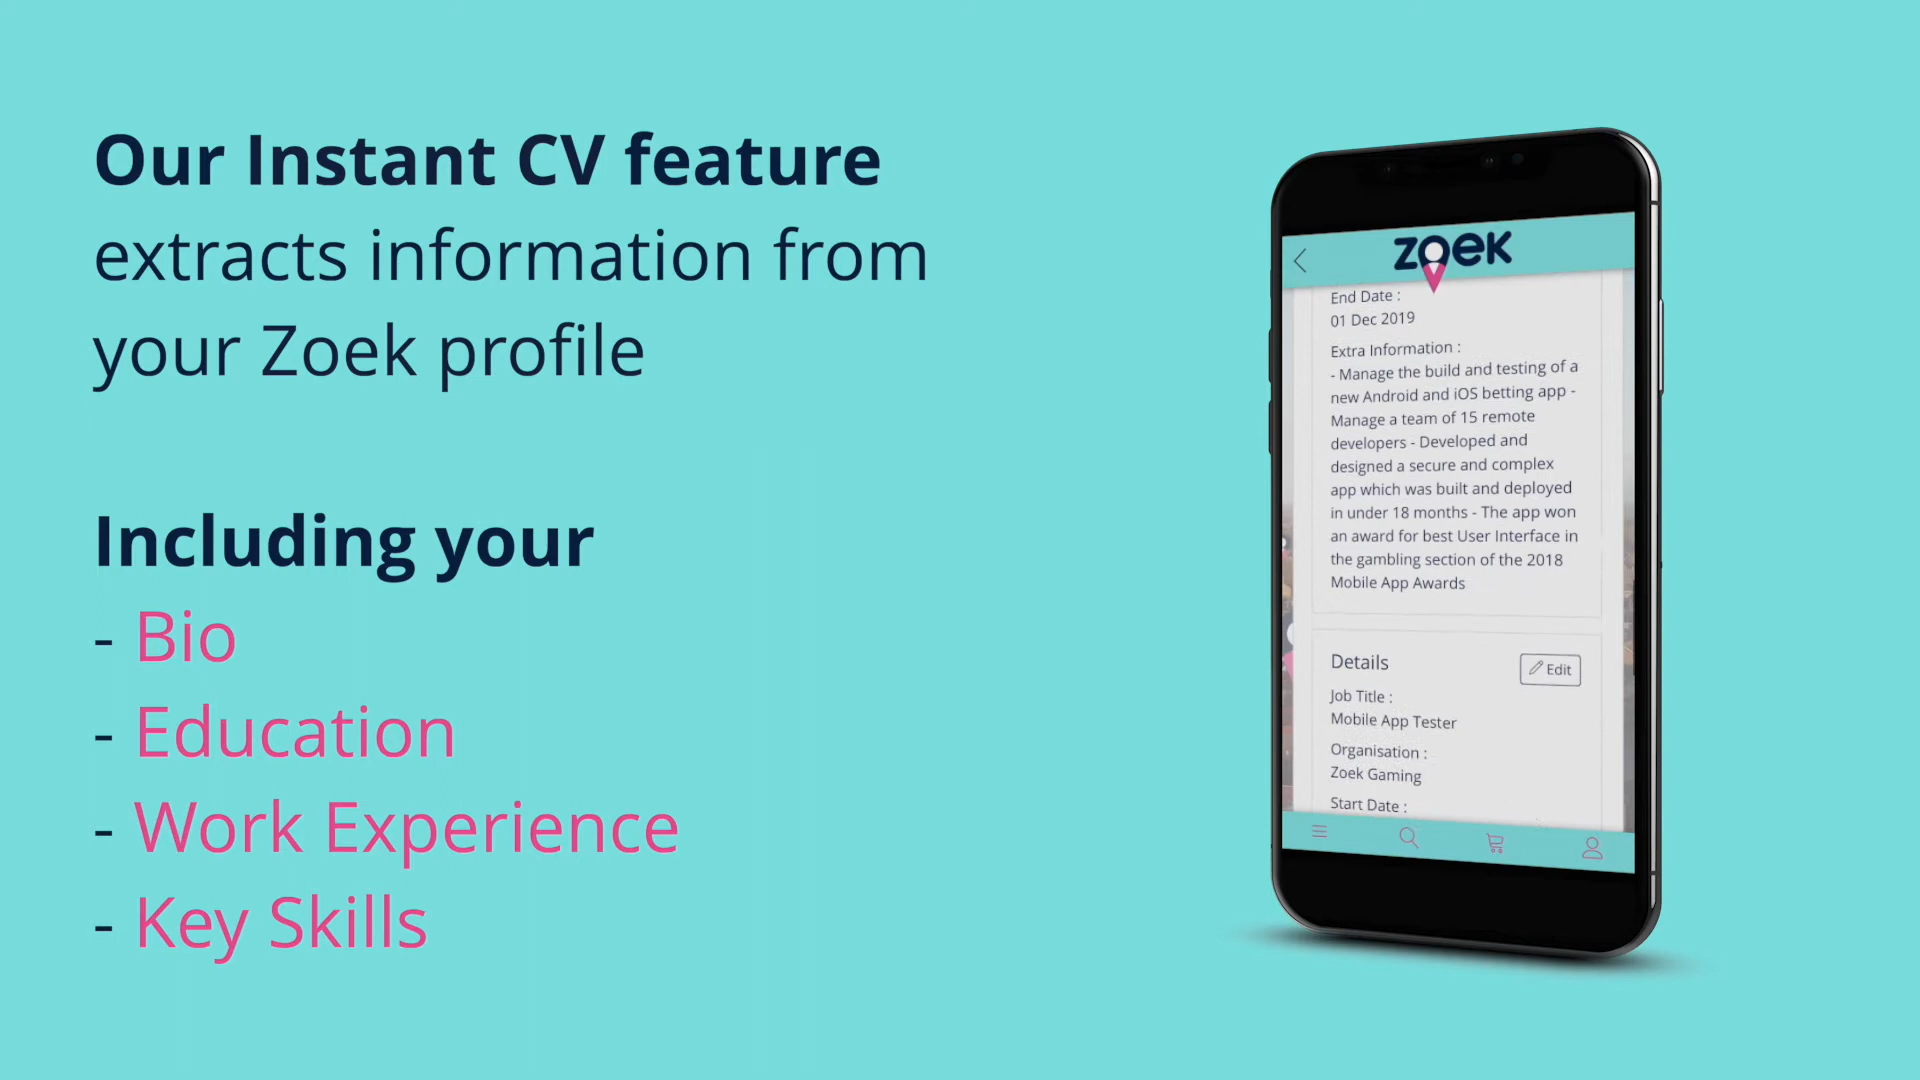 Our Instant CV feature
extracts information from
your Zoek profile
Including your
- Bio
- Education
- Work Experience
- Key Skills
zoek
End Date :
01 Dec 2019
Extra Information :
- Manage the build and testing of a
new Android and iOS betting app -
Manage a team of 15 remote
developers - Developed and
designed a secure and complex
app which was built and deployed
in under 18 months - The app won
an award for best User Interface in
the gambling section of the 2018
Mobile App Awards
Details
Edit
Job Title :
Mobile App Tester
Organisation :
Zoek Gaming
Start Date :